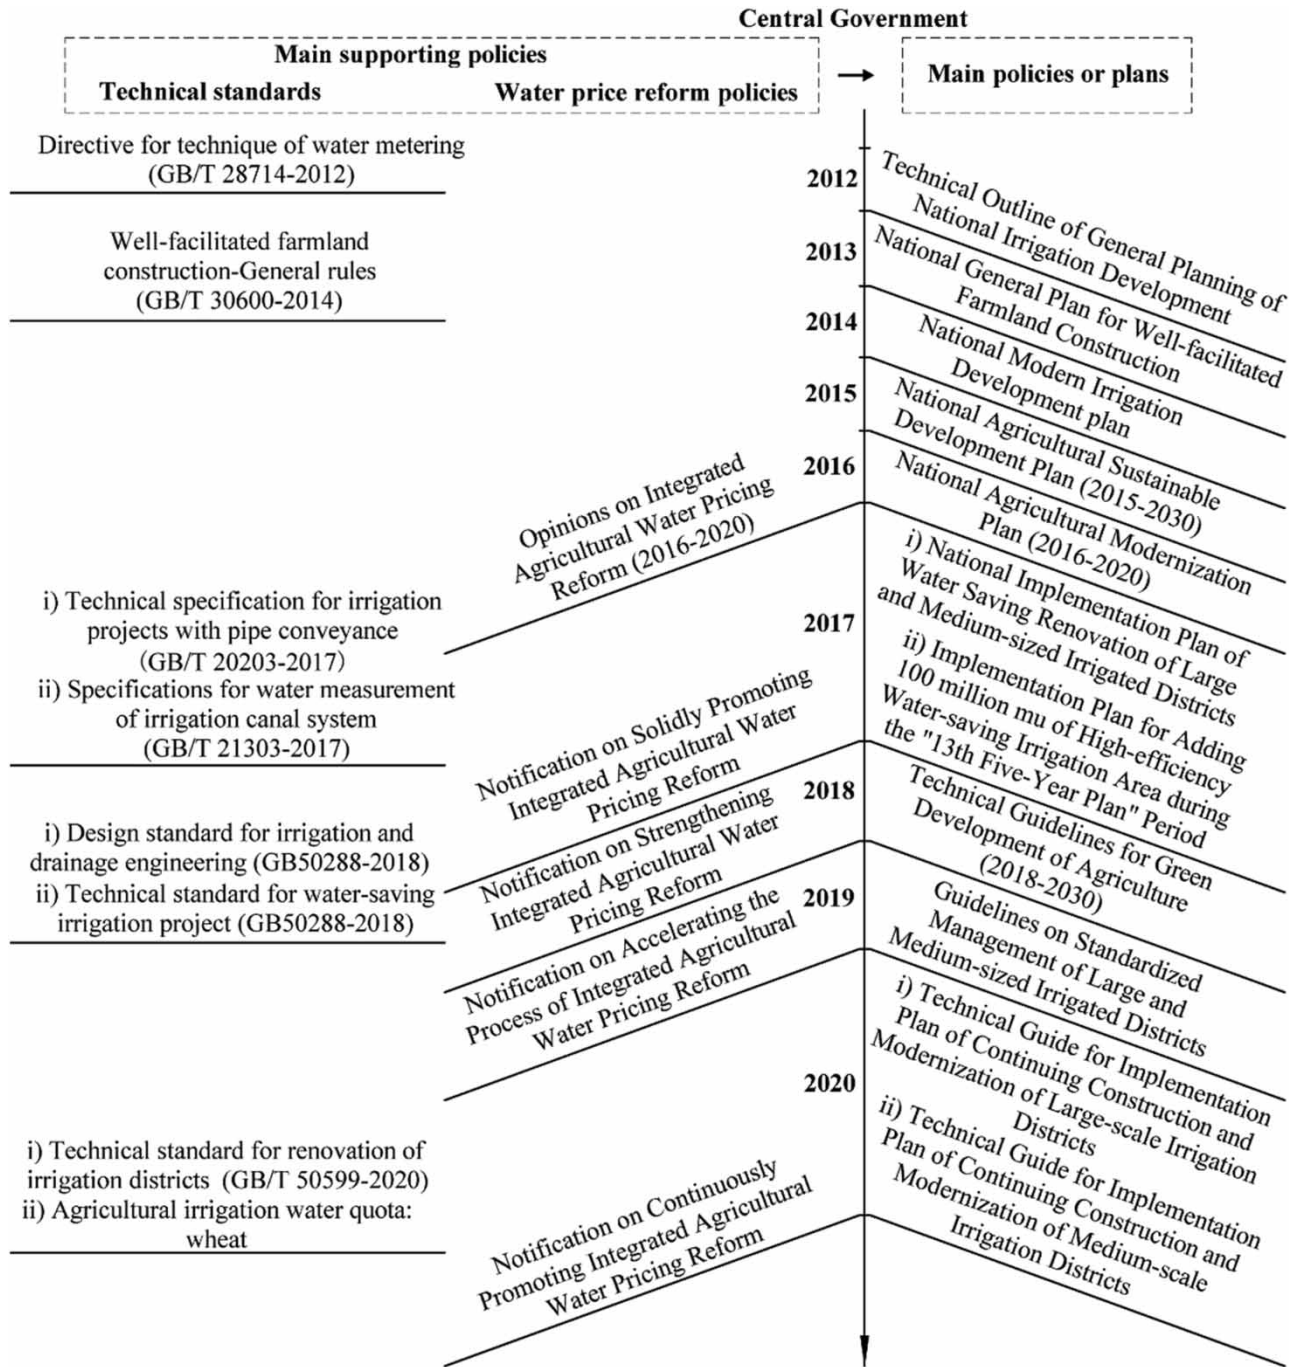 Central Government
Main supporting policies
Technical standards
Water price reform policies
Main policies or plans
Directive for technique of water metering
(GB/T 28714-2012)
Well-facilitated farmland
construction-General rules
(GB/T 30600-2014)
i) Technical specification for irrigation
projects with pipe conveyance
(GB/T 20203-2017)
ii) Specifications for water measurement
of irrigation canal system
(GB/T 21303-2017)
i) Design standard for irrigation and
drainage engineering (GB50288-2018)
ii) Technical standard for water-saving
irrigation project (GB50288-2018)
i) Technical standard for renovation of
irrigation districts (GB/T 50599-2020)
ii) Agricultural irrigation water quota:
wheat
Opinions on Integrated
Agricultural Water Pricing
Reform (2016-2020)
Notification on Solidly Promoting
Integrated Agricultural Water
Pricing Reform
Notification on Strengthening
Integrated Agricultural Water
Pricing Reform
Notification on Accelerating the
Process of Integrated Agricultural
Water Pricing Reform
Notification on Continuously
Promoting Integrated Agricultural
Water Pricing Reform
2012
2013
2014
2015
2016
2017
2018
2019
2020
Technical Outline of General Planning of
National Irrigation Development
National General Plan for Well-facilitated
Farmland Construction
National Modern Irrigation
Development plan
National Agricultural Sustainable
Development Plan (2015-2030)
National Agricultural Modernization
Plan (2016-2020)
i) National Implementation Plan of
Water Saving Renovation of Large
and Medium-sized Irrigated Districts
ii) Implementation Plan for Adding
100 million mu of High-efficiency
Water-saving Irrigation Area during
the "13th Five-Year Plan" Period
Technical Guidelines for Green
Development of Agriculture
(2018-2030)
Guidelines on Standardized
Management of Large and
Medium-sized Irrigated Districts
i) Technical Guide for Implementation
Plan of Continuing Construction and
Modernization of Large-scale Irrigation
Districts
ii) Technical Guide for Implementation
Plan of Continuing Construction and
Modernization of Medium-scale
Irrigation Districts